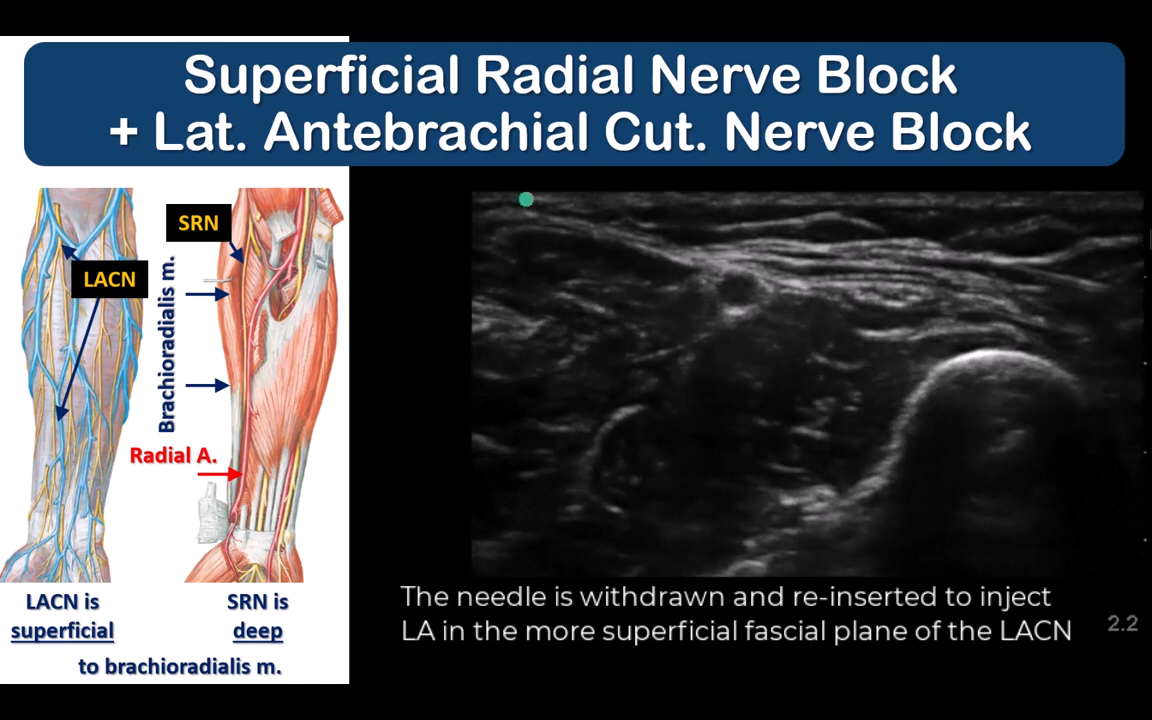 Superficial Radial Nerve Block
+ Lat. Antebrachial Cut. Nerve Block
SRN
LACN
Brachioradialis m.
Radial A.
LACN is
superficial
SRN is
deep
to brachioradialis m.
The needle is withdrawn and re-inserted to inject
LA in the more superficial fascial plane of the LACN
2.2